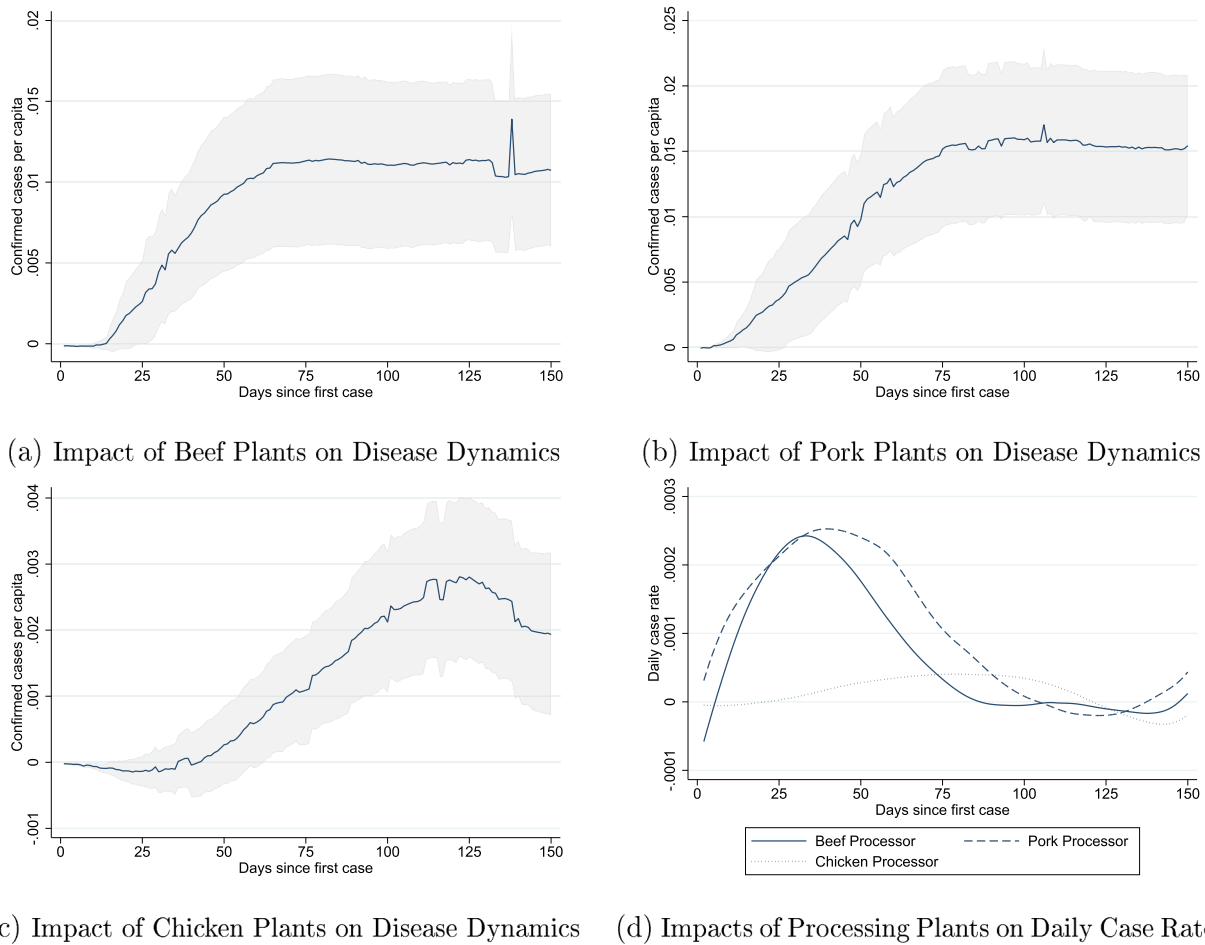 Confirmed cases per capita
.02
.015
.01
.005
0
0 25 50 75 100 125 150
Days since first case
(a) Impact of Beef Plants on Disease Dynamics
Confirmed cases per capita
.025
.02
.015
.01
.005
0
0 25 50 75 100 125 150
Days since first case
(b) Impact of Pork Plants on Disease Dynamics
Confirmed cases per capita
.004
.003
.002
.001
0
-.001
0 25 50 75 100 125 150
Days since first case
c) Impact of Chicken Plants on Disease Dynamics
Daily case rate
.0003
.0002
.0001
0
-.0001
0 25 50 75 100 125 150
Days since first case
Beef Processor Pork Processor
Chicken Processor
(d) Impacts of Processing Plants on Daily Case Rat